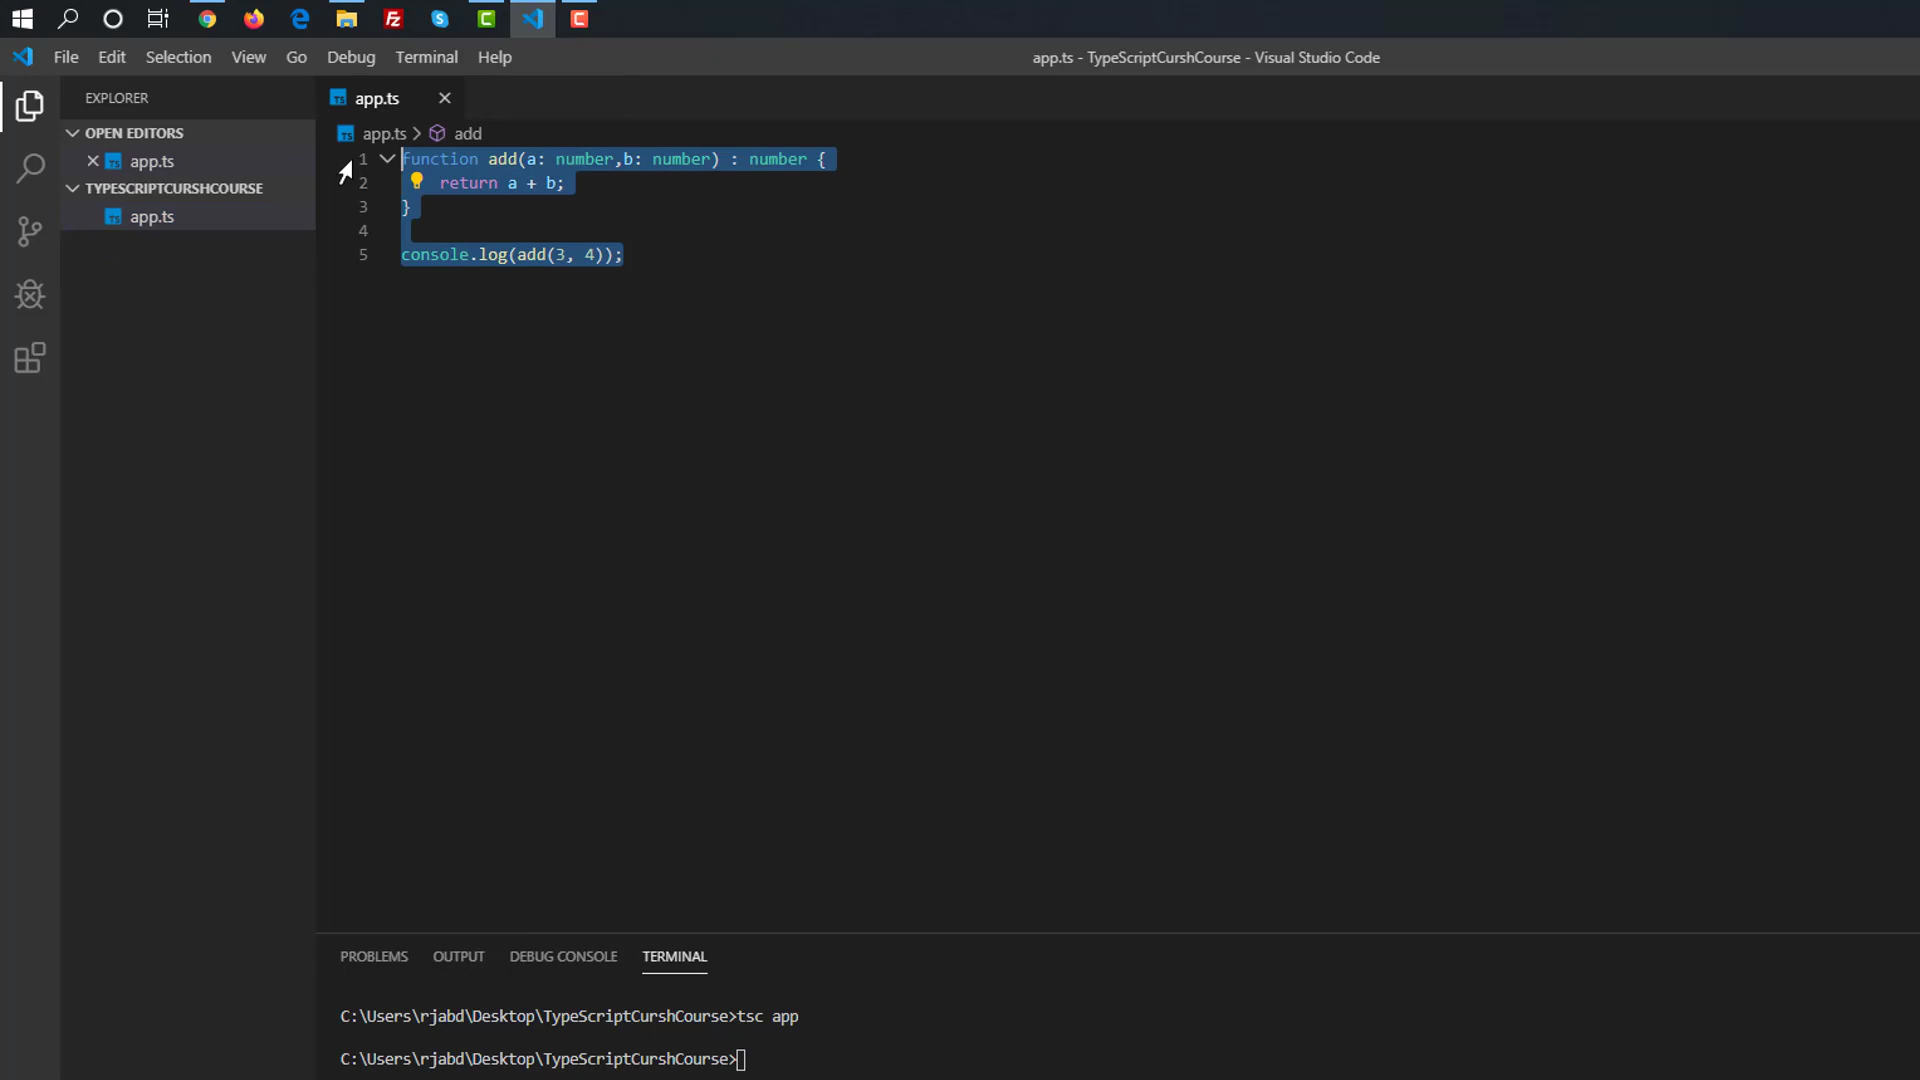 File Edit Selection View Go Debug Terminal Help
app.ts - TypeScriptCurshCourse - Visual Studio Code
EXPLORER
OPEN EDITORS
app.ts
TYPESCRIPTCURSHCOURSE
app.ts
app.ts
app.ts > add
1 function add(a: number,b: number) : number {
2 return a + b;
3 }
4
5 console.log(add(3, 4));
PROBLEMS OUTPUT DEBUG CONSOLE TERMINAL
C:\Users\rjabd\Desktop\TypeScriptCurshCourse>tsc app
C:\Users\rjabd\Desktop\TypeScriptCurshCourse>